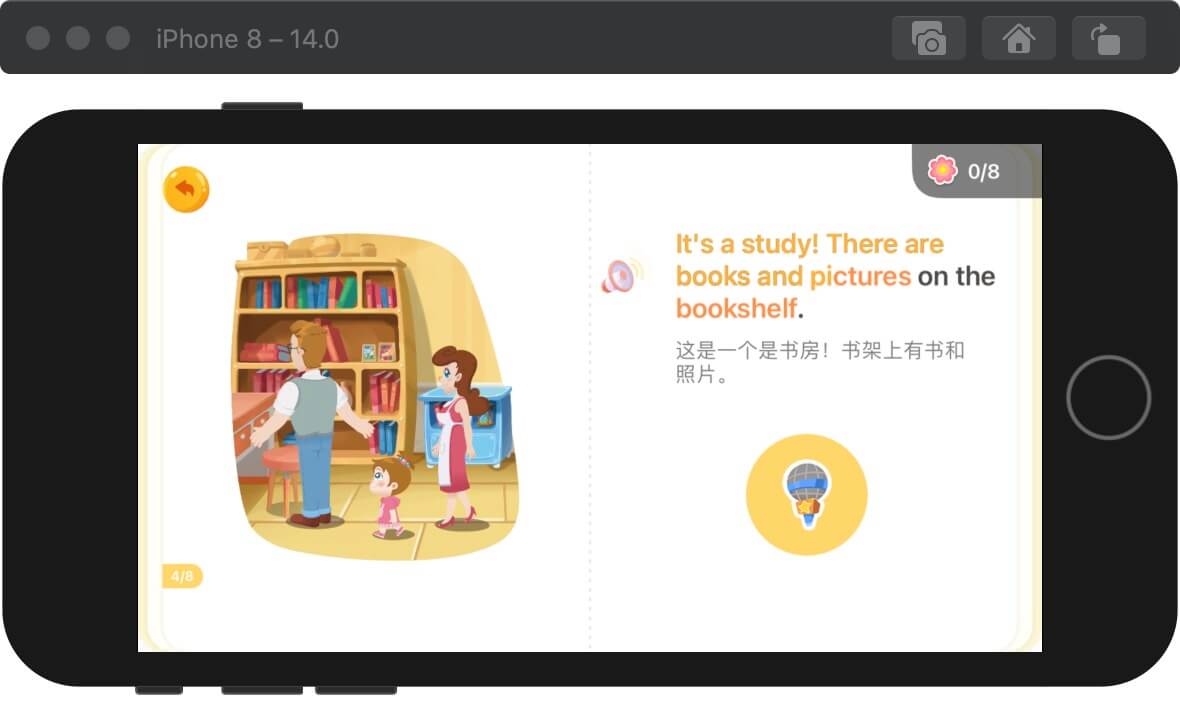 iPhone 8 – 14.0
0/8
It's a study! There are
books and pictures on the
bookshelf.
这是一个是书房！书架上有书和
照片。
4/8